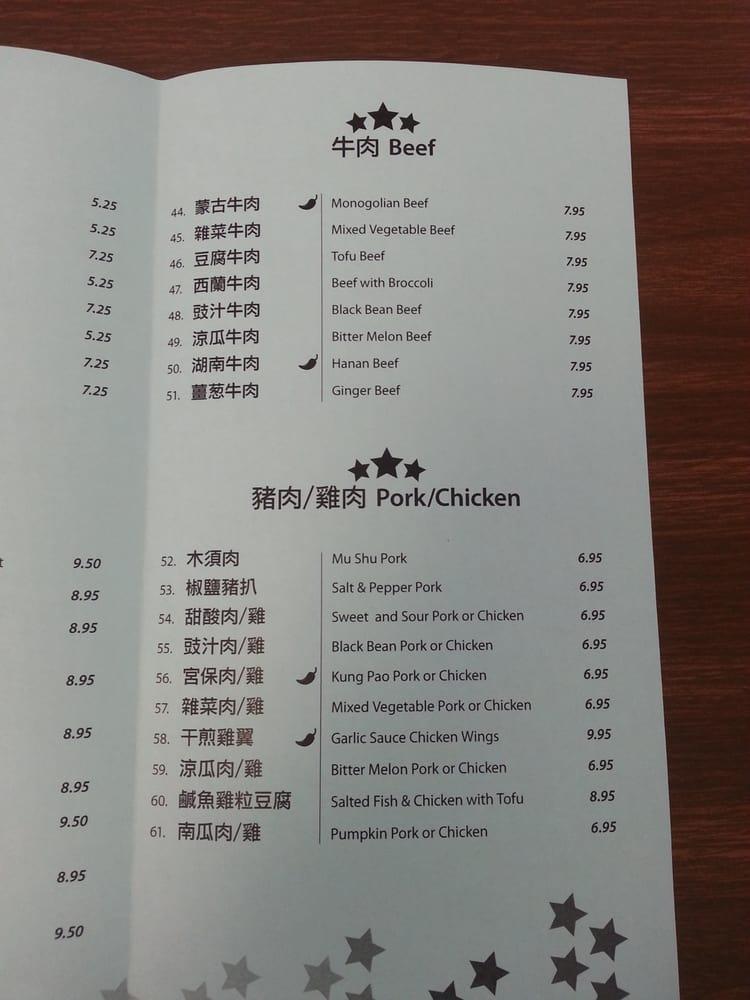 5.25
5.25
7.25
5.25
7.25
5.25
7.25
7.25
t 9.50
8.95
8.95
8.95
8.95
8.95
9.50
8.95
9.50
牛肉 Beef
44. 蒙古牛肉 Monogolian Beef 7.95
45. 雜菜牛肉 Mixed Vegetable Beef 7.95
46. 豆腐牛肉 Tofu Beef 7.95
47. 西蘭牛肉 Beef with Broccoli 7.95
48. 豉汁牛肉 Black Bean Beef 7.95
49. 涼瓜牛肉 Bitter Melon Beef 7.95
50. 湖南牛肉 Hanan Beef 7.95
51. 薑葱牛肉 Ginger Beef 7.95
豬肉/雞肉 Pork/Chicken
52. 木須肉 Mu Shu Pork 6.95
53. 椒鹽豬扒 Salt & Pepper Pork 6.95
54. 甜酸肉/雞 Sweet and Sour Pork or Chicken 6.95
55. 豉汁肉/雞 Black Bean Pork or Chicken 6.95
56. 宮保肉/雞 Kung Pao Pork or Chicken 6.95
57. 雜菜肉/雞 Mixed Vegetable Pork or Chicken 6.95
58. 干煎雞翼 Garlic Sauce Chicken Wings 9.95
59. 涼瓜肉/雞 Bitter Melon Pork or Chicken 6.95
60. 鹹魚雞粒豆腐 Salted Fish & Chicken with Tofu 8.95
61. 南瓜肉/雞 Pumpkin Pork or Chicken 6.95